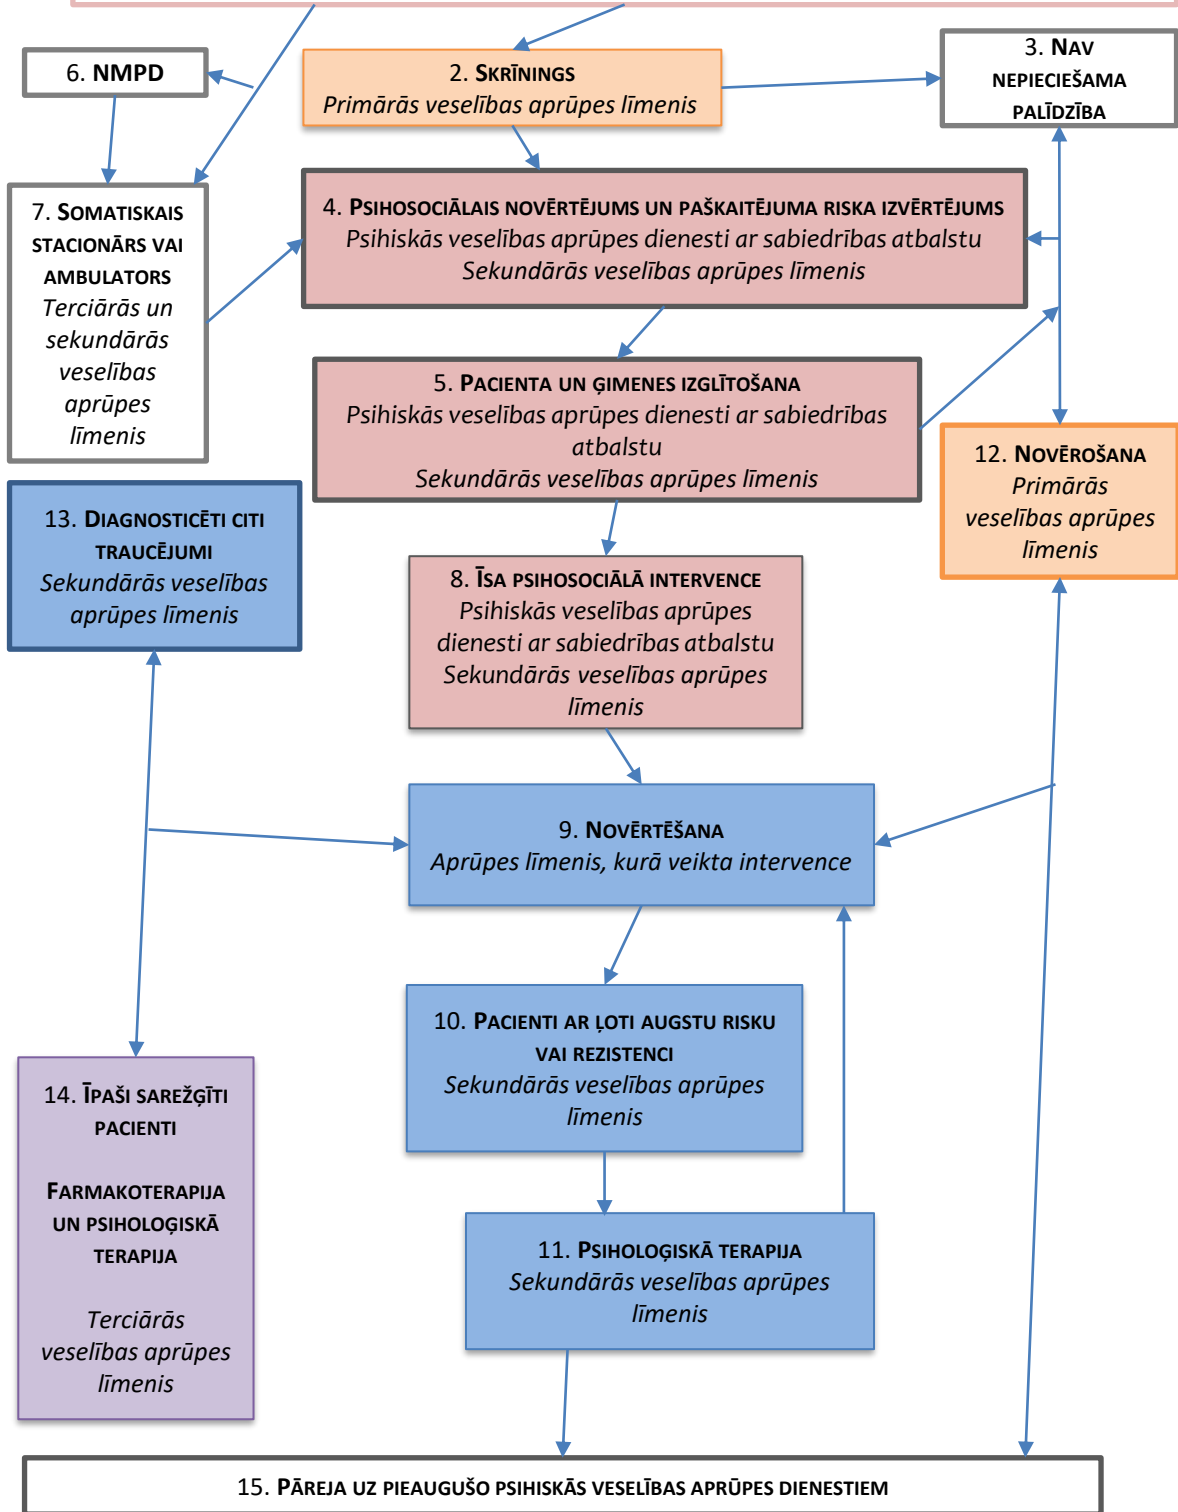 6. NMPD
2. SKRĪNINGS
Primārās veselības aprūpes līmenis
3. NAV
NEPIECIEŠAMA
PALĪDZĪBA
7. SOMATISKAIS
STACIONĀRS VAI
AMBULATORS
Terciārās un
sekundārās
veselības
aprūpes
līmenis
4. PSIHOSOCIĀLAIS NOVĒRTĒJUMS UN PAŠKAITĒJUMA RISKA IZVĒRTĒJUMS
Psihiskās veselības aprūpes dienesti ar sabiedrības atbalstu
Sekundārās veselības aprūpes līmenis
5. PACIENTA UN ĢIMENES IZGLĪTOŠANA
Psihiskās veselības aprūpes dienesti ar sabiedrības
atbalstu
Sekundārās veselības aprūpes līmenis
12. NOVĒROŠANA
Primārās
veselības aprūpes
līmenis
13. DIAGNOSTICĒTI CITI
TRAUCĒJUMI
Sekundārās veselības
aprūpes līmenis
8. ĪSA PSIHOSOCIĀLĀ INTERVENCE
Psihiskās veselības aprūpes
dienesti ar sabiedrības atbalstu
Sekundārās veselības aprūpes
līmenis
9. NOVĒRTĒŠANA
Aprūpes līmenis, kurā veikta intervence
10. PACIENTI AR ĻOTI AUGSTU RISKU
VAI REZISTENCI
Sekundārās veselības aprūpes
līmenis
14. ĪPAŠI SAREŽĢĪTI
PACIENTI
FARMAKOTERAPIJA
UN PSIHOLOĢISKĀ
TERAPIJA
Terciārās
veselības aprūpes
līmenis
11. PSIHOLOĢISKĀ TERAPIJA
Sekundārās veselības aprūpes
līmenis
15. PĀREJA UZ PIEAUGUŠO PSIHISKĀS VESELĪBAS APRŪPES DIENESTIEM